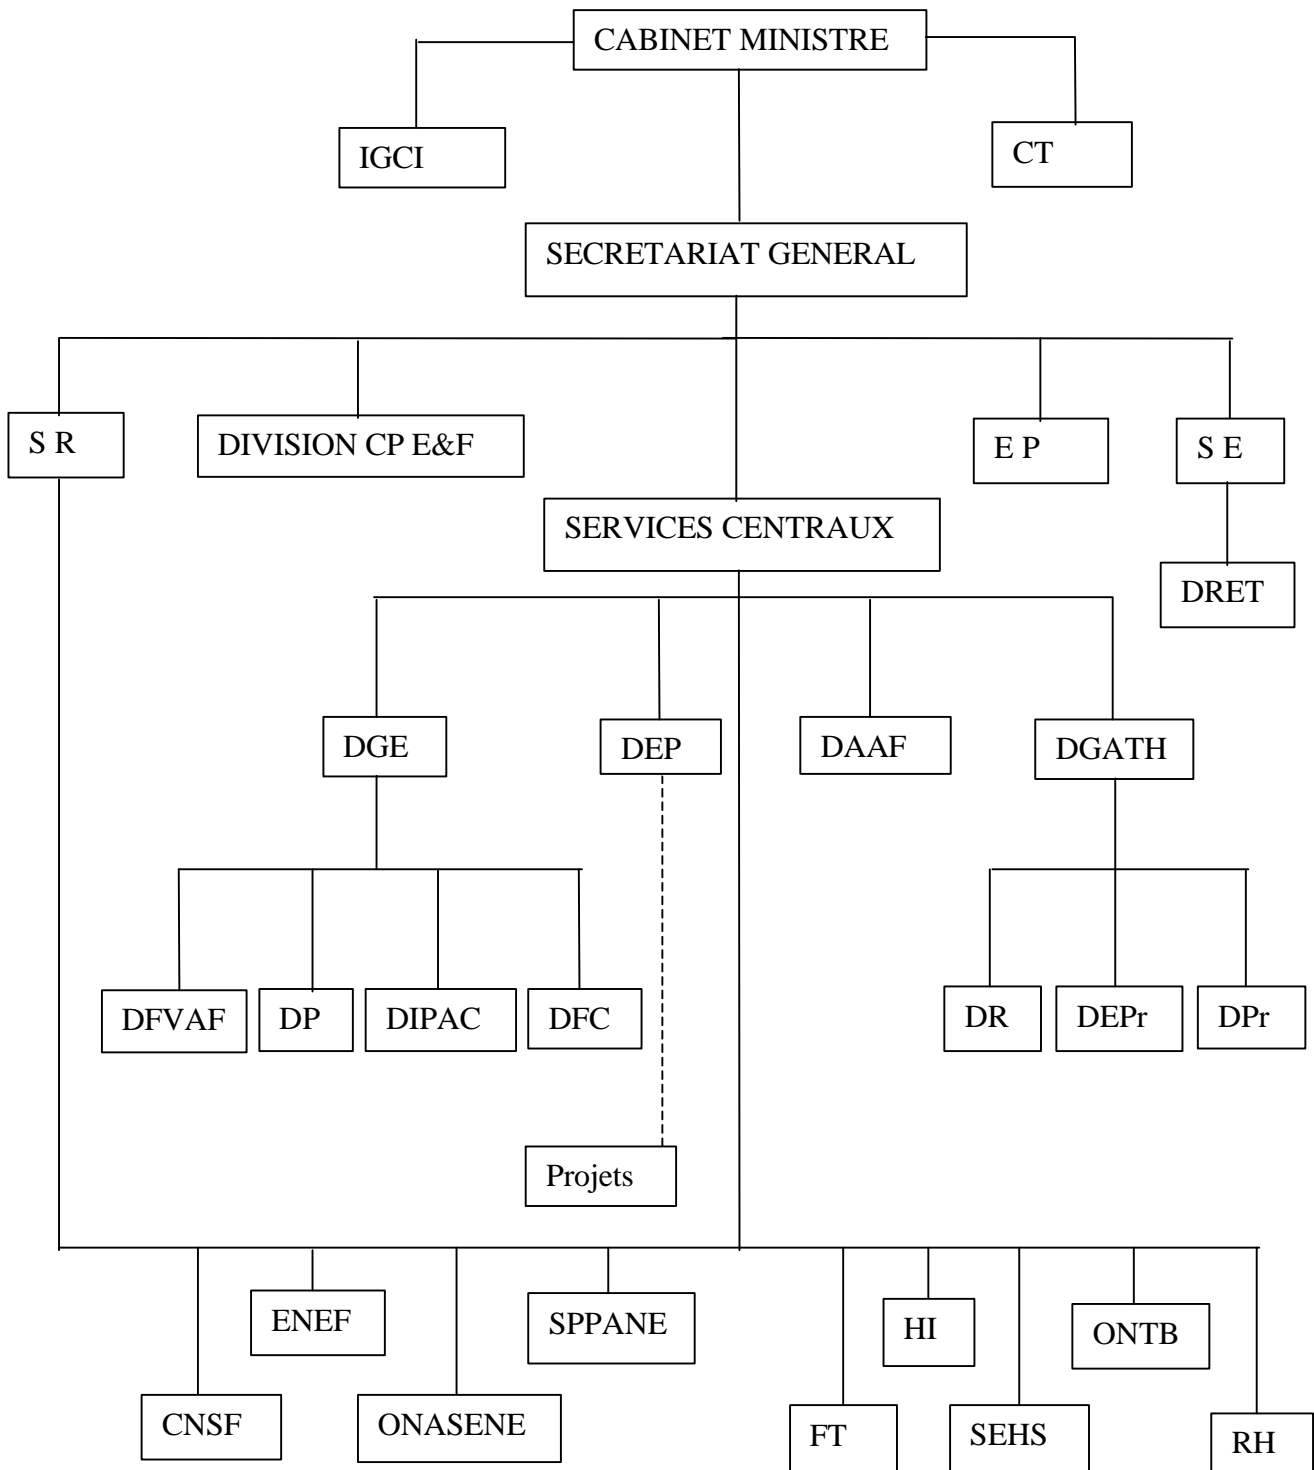 CABINET MINISTRE
IGCI
CT
SECRETARIAT GENERAL
S R
DIVISION CP E&F
E P
S E
SERVICES CENTRAUX
DRET
DGE
DEP
DAAF
DGATH
DFVAF
DP
DIPAC
DFC
DR
DEPr
DPr
Projets
ENEF
SPPANE
HI
ONTB
CNSF
ONASENE
FT
SEHS
RH